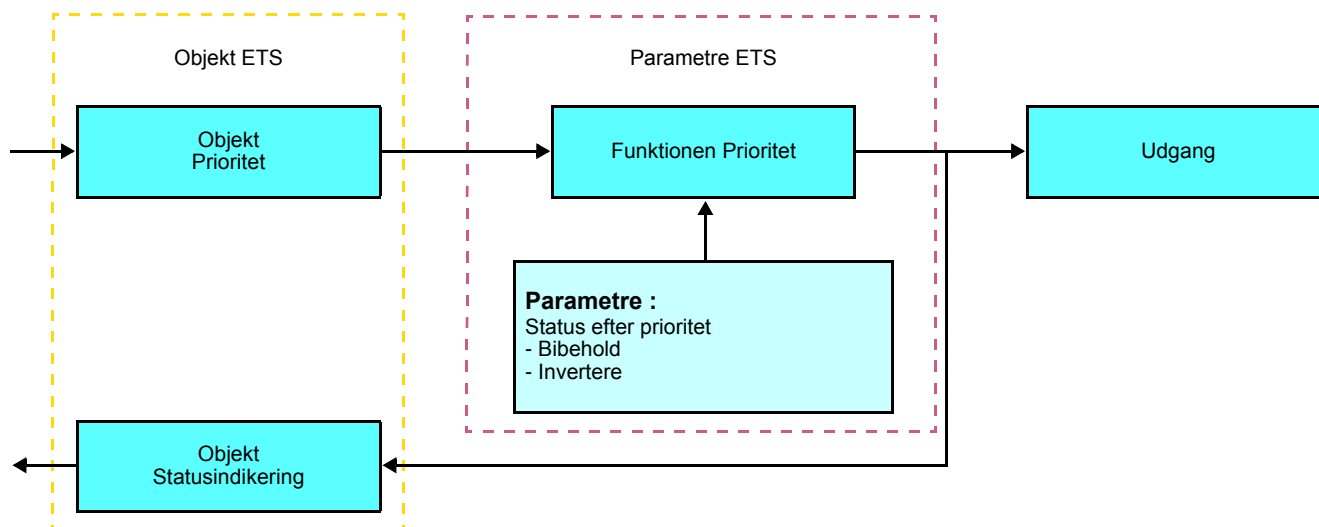 Objekt ETS
Parametre ETS
Objekt
Prioritet
Funktionen Prioritet
Udgang
Parametre :
Status efter prioritet
- Bibehold
- Invertere
Objekt
Statusindikering